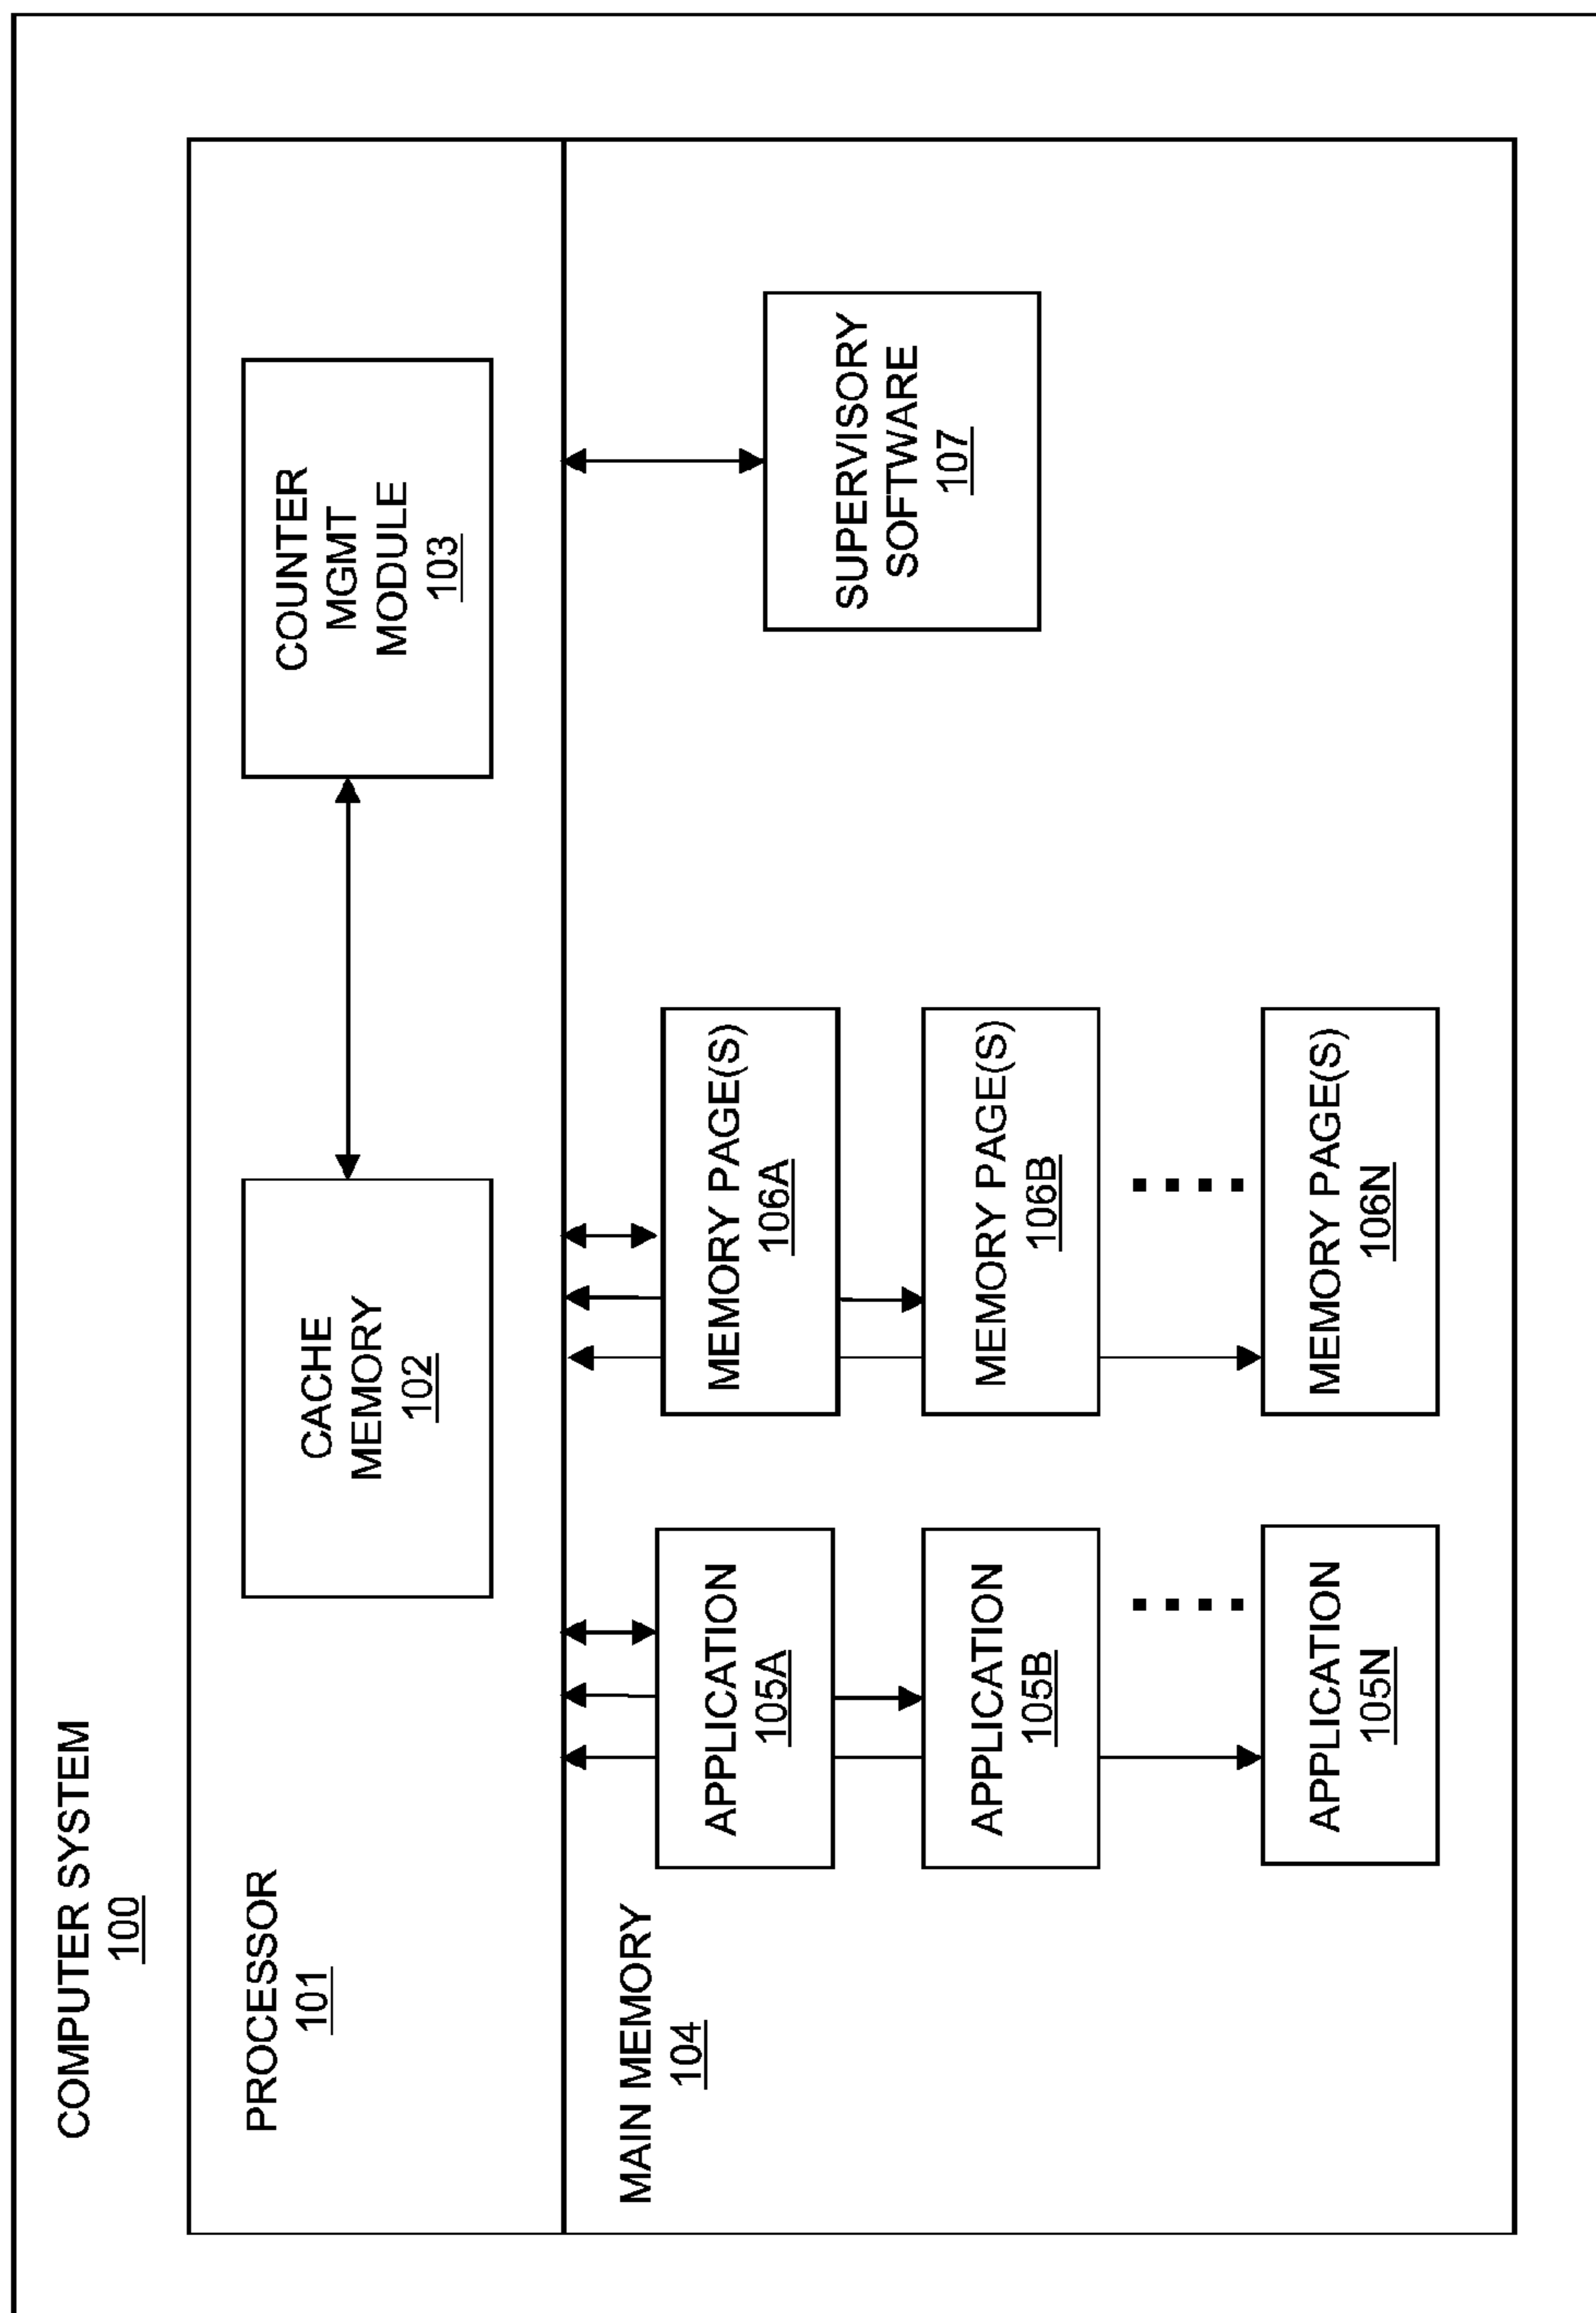 COMPUTER SYSTEM
100
PROCESSOR
101
CACHE
MEMORY
102
COUNTER
MGMT
MODULE
103
MAIN MEMORY
104
APPLICATION
105A
MEMORY PAGE(S)
106A
SUPERVISORY
SOFTWARE
107
APPLICATION
105B
MEMORY PAGE(S)
106B
APPLICATION
105N
MEMORY PAGE(S)
106N